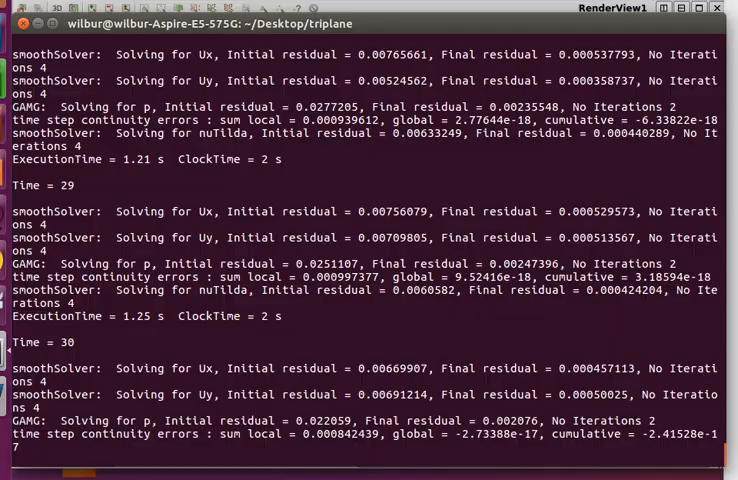 RenderView1
3D
wilbur@wilbur-Aspire-E5-575G: ~/Desktop/triplane
smoothSolver:  Solving for Ux, Initial residual = 0.00765661, Final residual = 0.000537793, No Iterati
ons 4
smoothSolver:  Solving for Uy, Initial residual = 0.00524562, Final residual = 0.000358737, No Iterati
ons 4
GAMG:  Solving for p, Initial residual = 0.0277205, Final residual = 0.00235548, No Iterations 2
time step continuity errors : sum local = 0.000939612, global = 2.77644e-18, cumulative = -6.33822e-18
smoothSolver:  Solving for nuTilda, Initial residual = 0.00633249, Final residual = 0.000440289, No It
erations 4
ExecutionTime = 1.21 s  ClockTime = 2 s
Time = 29
smoothSolver:  Solving for Ux, Initial residual = 0.00756079, Final residual = 0.000529573, No Iterati
ons 4
smoothSolver:  Solving for Uy, Initial residual = 0.00709805, Final residual = 0.000513567, No Iterati
ons 4
GAMG:  Solving for p, Initial residual = 0.0251107, Final residual = 0.00247396, No Iterations 2
time step continuity errors : sum local = 0.000997377, global = 9.52416e-18, cumulative = 3.18594e-18
smoothSolver:  Solving for nuTilda, Initial residual = 0.0060582, Final residual = 0.000424204, No Ite
rations 4
ExecutionTime = 1.25 s  ClockTime = 2 s
Time = 30
smoothSolver:  Solving for Ux, Initial residual = 0.00669907, Final residual = 0.000457113, No Iterati
ons 4
smoothSolver:  Solving for Uy, Initial residual = 0.00691214, Final residual = 0.00050025, No Iteratio
ns 4
GAMG:  Solving for p, Initial residual = 0.022059, Final residual = 0.002076, No Iterations 2
time step continuity errors : sum local = 0.000842439, global = -2.73388e-17, cumulative = -2.41528e-1
7